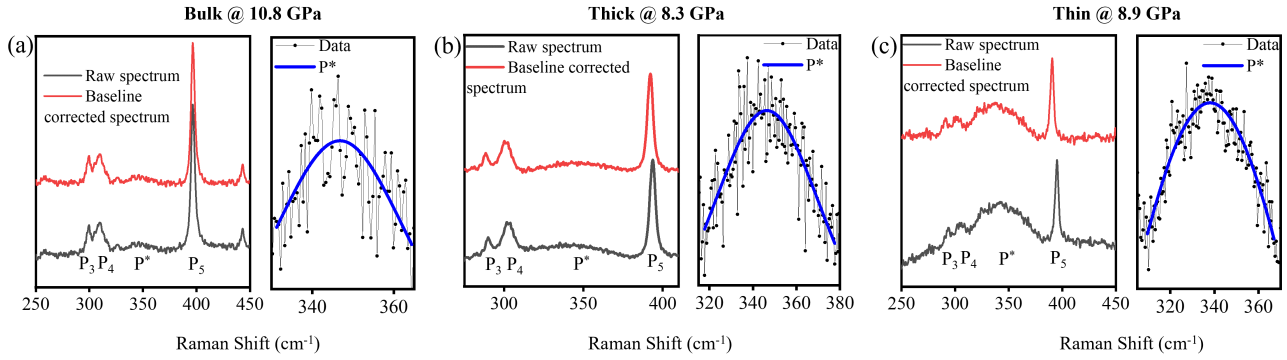 Bulk @ 10.8 GPa
Thick @ 8.3 GPa
Thin @ 8.9 GPa
(a)
Raw spectrum
Baseline
corrected spectrum
P3 P4 P* P5
250 300 350 400 450
Data
P*
340 360
Raman Shift (cm-1)
(b)
Raw spectrum
Baseline corrected
spectrum
P3 P4 P* P5
300 350 400
Data
P*
320 340 360 380
Raman Shift (cm-1)
(c)
Raw spectrum
Baseline
corrected spectrum
P3 P4 P* P5
250 300 350 400 450
Data
P*
320 340 360
Raman Shift (cm-1)